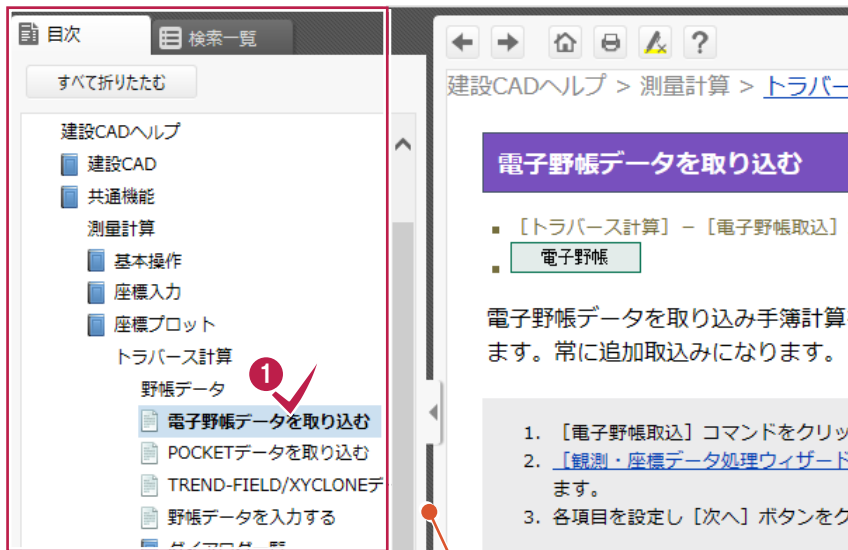 目次
検索一覧
すべて折りたたむ
建設CADヘルプ
建設CAD
共通機能
測量計算
基本操作
座標入力
座標プロット
トラバース計算
1
野帳データ
電子野帳データを取り込む
POCKETデータを取り込む
TREND-FIELD/XYCLONEデ
野帳データを入力する
?
建設CADヘルプ > 測量計算 > トラバー
電子野帳データを取り込む
［トラバース計算］－［電子野帳取込］
電子野帳
電子野帳データを取り込み手簿計算
ます。常に追加取込みになります。
1. ［電子野帳取込］コマンドをクリッ
2. ［観測・座標データ処理ウィザード
ます。
3. 各項目を設定し［次へ］ボタンをク